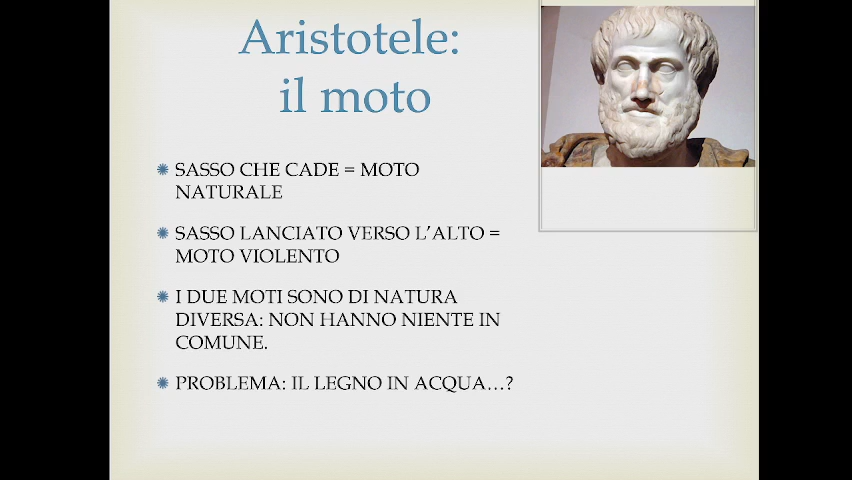 Aristotele:
il moto
SASSO CHE CADE = MOTO
NATURALE
SASSO LANCIATO VERSO L’ALTO =
MOTO VIOLENTO
I DUE MOTI SONO DI NATURA
DIVERSA: NON HANNO NIENTE IN
COMUNE.
PROBLEMA: IL LEGNO IN ACQUA…?